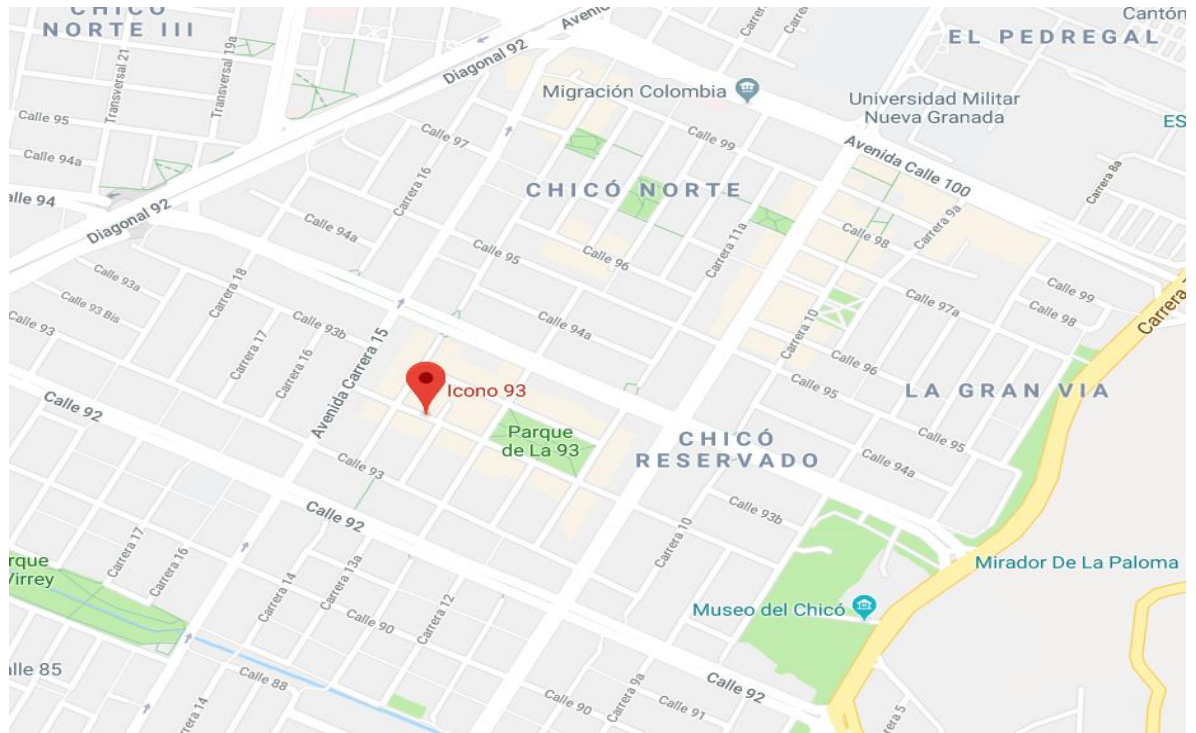 CHICÓ
NORTE III
Transversal 21
Transversal 19a
Diagonal 92
Migración Colombia
Universidad Militar
Nueva Granada
EL PEDREGAL
Cantón
ES
Calle 95
Calle 94a
alle 94
Diagonal 92
Calle 97
Carrera 16
Calle 99
Avenida Calle 100
Carrera 8a
CHICÓ NORTE
Calle 94a
Calle 95
Calle 96
Carrera 11a
Calle 98
Carrera 9a
Calle 93a
Calle 93 Bis
Calle 93
Carrera 18
Carrera 17
Calle 93b
Carrera 16
Avenida Carrera 15
Calle 94a
Carrera 10
Calle 97a
Calle 99
Calle 98
Carrera
Calle 96
Calle 95
LA GRAN VIA
Calle 95
Calle 94a
Icono 93
Parque
de La 93
CHICÓ
RESERVADO
Calle 92
Calle 93
Calle 92
Calle 93b
Carrera 10
Carrera 17
Carrera 16
rque
Virrey
Carrera 14
Carrera 13a
Carrera 12
Calle 90
Calle 88
Mirador De La Paloma
Museo del Chicó
Calle 92
lle 85
Carrera 14
Calle 90
Carrera 9a
Calle 91
Carrera 5